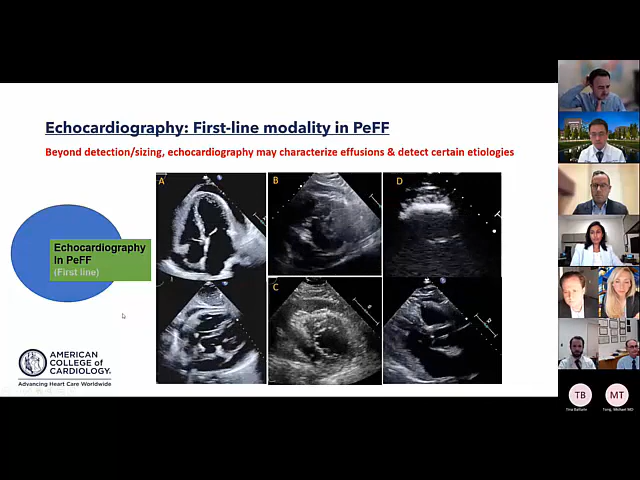 Echocardiography: First-line modality in PeFF
Beyond detection/sizing, echocardiography may characterize effusions & detect certain etiologies
Echocardiography
In PeFF
(First line)
A
B
D
C
AMERICAN
COLLEGE of
CARDIOLOGY
Advancing Heart Care Worldwide
TB
MT
Tina Baltazie
Tong, Michael MD